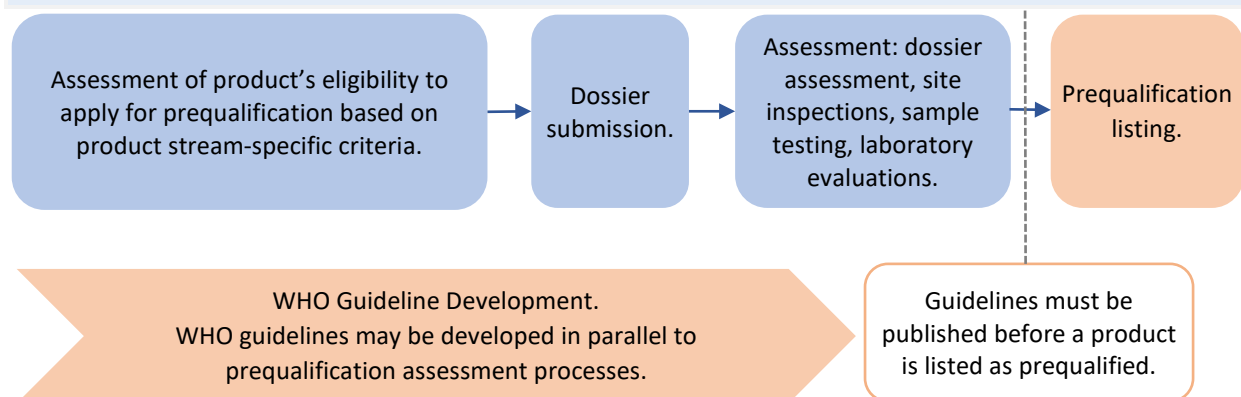 Assessment of product's eligibility to
apply for prequalification based on
product stream-specific criteria.
Dossier
submission.
Assessment: dossier
assessment, site
inspections, sample
testing, laboratory
evaluations.
Prequalification
listing.
WHO Guideline Development.
WHO guidelines may be developed in parallel to
prequalification assessment processes.
Guidelines must be
published before a product
is listed as prequalified.